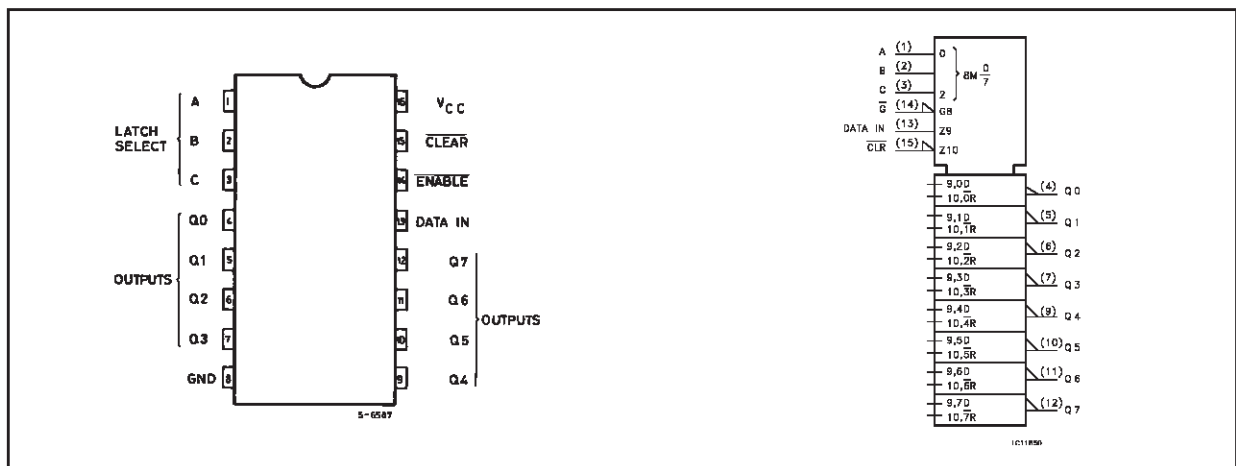 A 1
B 2
C 3
LATCH
SELECT
Q0 4
Q1 5
Q2 6
Q3 7
OUTPUTS
GND 8
16 VCC
15 CLEAR
14 ENABLE
13 DATA IN
12 Q7
11 Q6
10 Q5
9 Q4
OUTPUTS
S-6587
A (1) 0
B (2)
C (3) 2
8M 0/7
G (14) G8
DATA IN (13) Z9
CLR (15) Z10
9,0D
10,0R
(4) Q0
9,1D
10,1R
(5) Q1
9,2D
10,2R
(6) Q2
9,3D
10,3R
(7) Q3
9,4D
10,4R
(9) Q4
9,5D
10,5R
(10) Q5
9,6D
10,6R
(11) Q6
9,7D
10,7R
(12) Q7